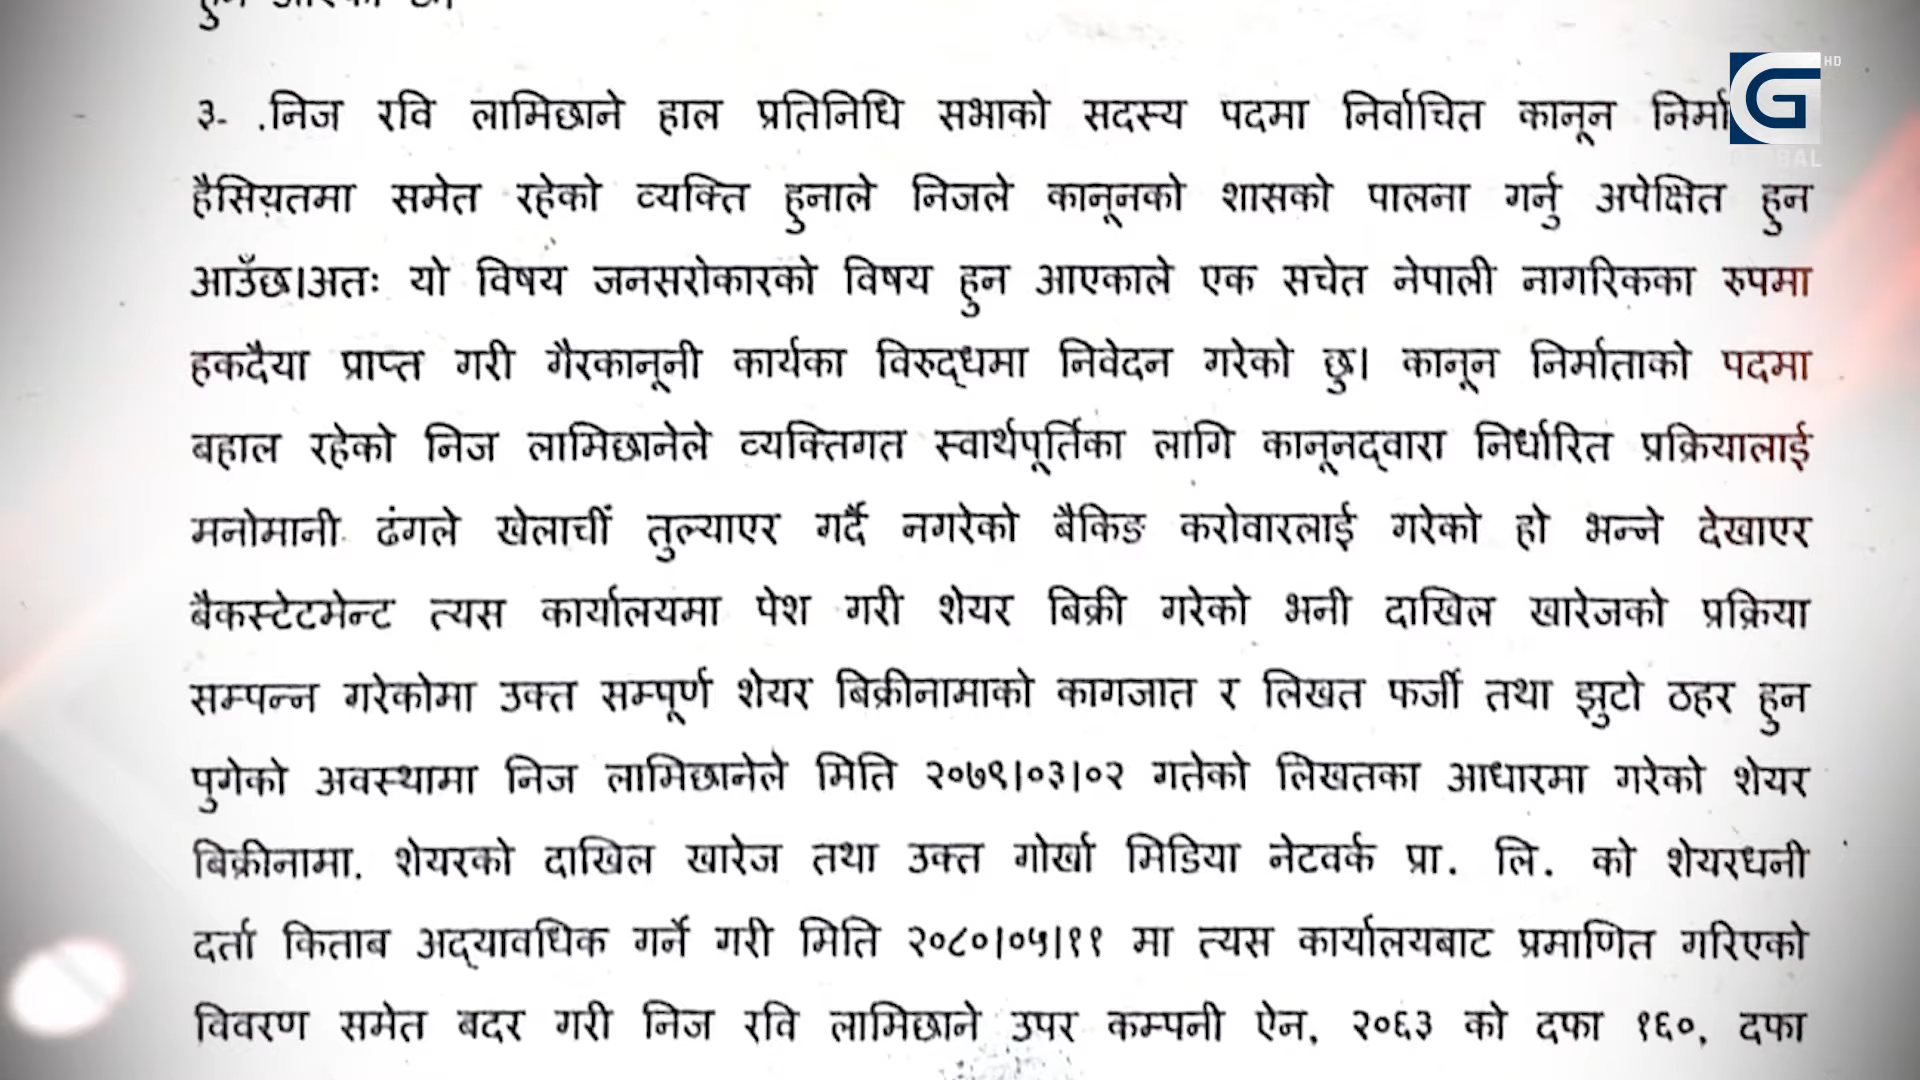 ३- .निज रवि लामिछाने हाल प्रतिनिधि सभाको सदस्य पदमा निर्वाचित कानून
HD
हैसियतमा समेत रहेको व्यक्ति हुनाले निजले कानूनको शासको पालना गर्नु अपेक्षित हुन
आउँछ।अतः यो विषय जनसरोकारको विषय हुन आएकाले एक सचेत नेपाली नागरिकका रुपमा
हकदैया प्राप्त गरी गैरकानूनी कार्यका विरुद्धमा निवेदन गरेको छु। कानून निर्माताको पदमा
बहाल रहेको निज लामिछानेले व्यक्तिगत स्वार्थपूर्तिका लागि कानूनद्वारा निर्धारित प्रक्रियालाई
मनोमानी ढंगले खेलाचीं तुल्याएर गर्दै नगरेको बैकिङ करोवारलाई गरेको हो भन्ने देखाएर
बैकस्टेटमेन्ट त्यस कार्यालयमा पेश गरी शेयर बिक्री गरेको भनी दाखिल खारेजको प्रक्रिया
सम्पन्न गरेकोमा उक्त सम्पूर्ण शेयर बिक्रीनामाको कागजात र लिखत फर्जी तथा झुटो ठहर हुन
पुगेको अवस्थामा निज लामिछानेले मिति २०७९।०३।०२ गतेको लिखतका आधारमा गरेको शेयर
बिक्रीनामा. शेयरको दाखिल खारेज तथा उक्त गोर्खा मिडिया नेटवर्क प्रा. लि. को शेयरधनी
दर्ता किताब अद्यावधिक गर्ने गरी मिति २०८०।०५।११ मा त्यस कार्यालयबाट प्रमाणित गरिएको
विवरण समेत बदर गरी निज रवि लामिछाने उपर कम्पनी ऐन, २०६३ को दफा १६०, दफा